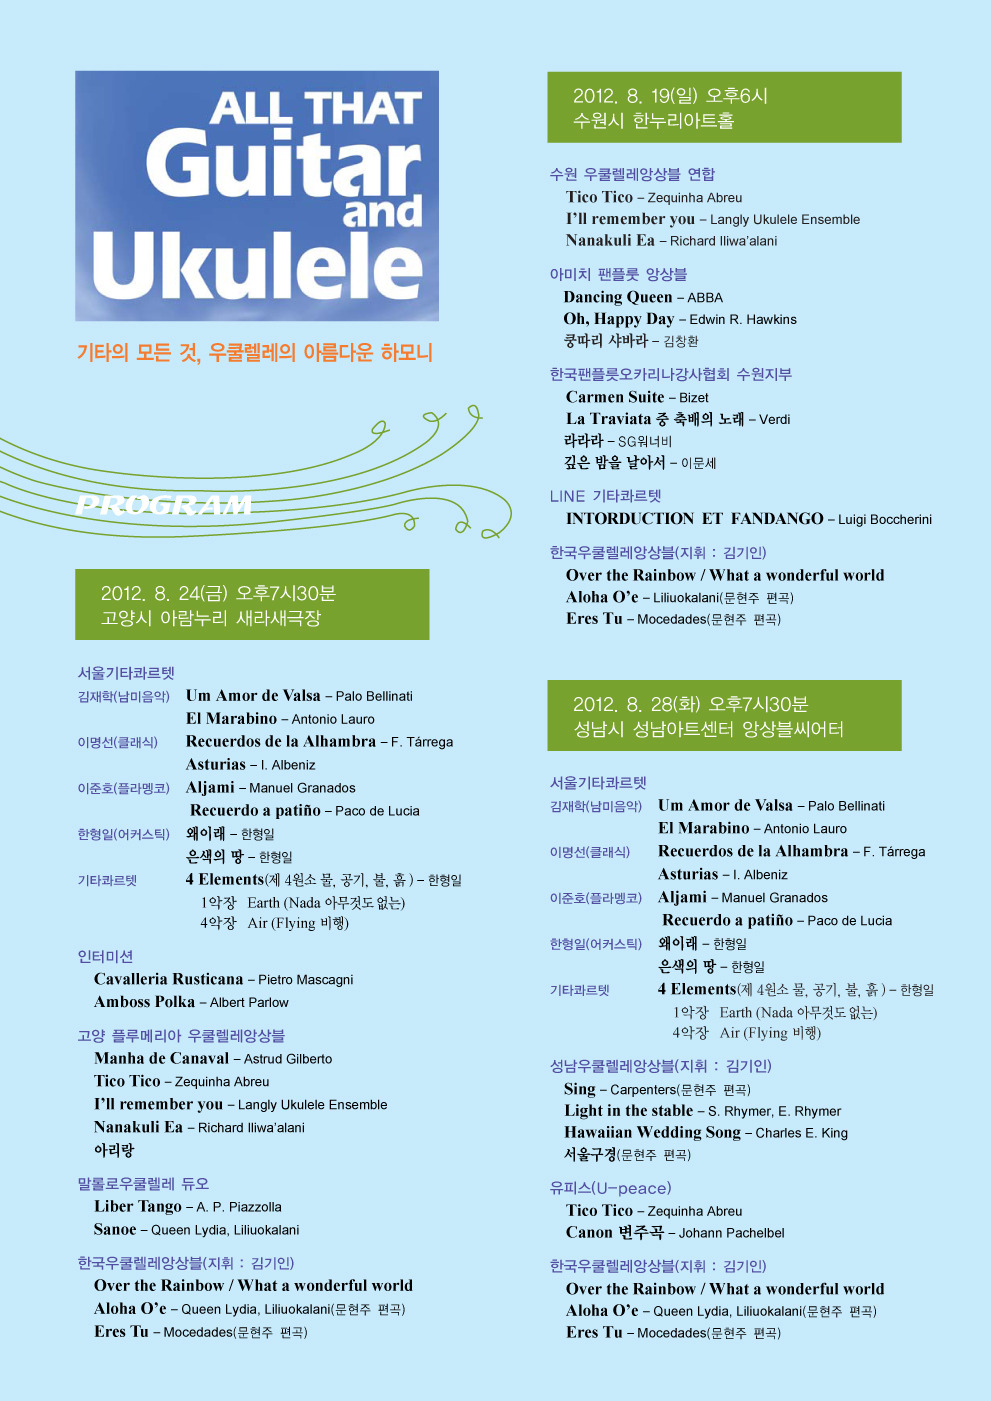 ALL THAT
Guitar
and
Ukulele
기타의 모든 것, 우쿨렐레의 아름다운 하모니
PROGRAM
2012. 8. 24(금) 오후7시30분
고양시 아람누리 새라새극장
서울기타콰르텟
김재학(남미음악) Um Amor de Valsa – Palo Bellinati
El Marabino – Antonio Lauro
이명선(클래식) Recuerdos de la Alhambra – F. Tárrega
Asturias – I. Albeniz
이준호(플라멩코) Aljami – Manuel Granados
Recuerdo a patiño – Paco de Lucia
한형일(어커스틱) 왜이래 – 한형일
은색의 땅 – 한형일
기타콰르텟 4 Elements(제 4원소 물, 공기, 불, 흙 ) – 한형일
1악장 Earth (Nada 아무것도 없는)
4악장 Air (Flying 비행)
인터미션
Cavalleria Rusticana – Pietro Mascagni
Amboss Polka – Albert Parlow
고양 플루메리아 우쿨렐레앙상블
Manha de Canaval – Astrud Gilberto
Tico Tico – Zequinha Abreu
I'll remember you – Langly Ukulele Ensemble
Nanakuli Ea – Richard Iliwa'alani
아리랑
말롤로우쿨렐레 듀오
Liber Tango – A. P. Piazzolla
Sanoe – Queen Lydia, Liliuokalani
한국우쿨렐레앙상블(지휘 : 김기인)
Over the Rainbow / What a wonderful world
Aloha O'e – Queen Lydia, Liliuokalani(문현주 편곡)
Eres Tu – Mocedades(문현주 편곡)
2012. 8. 19(일) 오후6시
수원시 한누리아트홀
수원 우쿨렐레앙상블 연합
Tico Tico – Zequinha Abreu
I'll remember you – Langly Ukulele Ensemble
Nanakuli Ea – Richard Iliwa'alani
아미치 팬플룻 앙상블
Dancing Queen – ABBA
Oh, Happy Day – Edwin R. Hawkins
쿵따리 샤바라 – 김창환
한국팬플룻오카리나강사협회 수원지부
Carmen Suite – Bizet
La Traviata 중 축배의 노래 – Verdi
라라라 – SG워너비
깊은 밤을 날아서 – 이문세
LINE 기타콰르텟
INTORDUCTION ET FANDANGO – Luigi Boccherini
한국우쿨렐레앙상블(지휘 : 김기인)
Over the Rainbow / What a wonderful world
Aloha O'e – Liliuokalani(문현주 편곡)
Eres Tu – Mocedades(문현주 편곡)
2012. 8. 28(화) 오후7시30분
성남시 성남아트센터 앙상블씨어터
서울기타콰르텟
김재학(남미음악) Um Amor de Valsa – Palo Bellinati
El Marabino – Antonio Lauro
이명선(클래식) Recuerdos de la Alhambra – F. Tárrega
Asturias – I. Albeniz
이준호(플라멩코) Aljami – Manuel Granados
Recuerdo a patiño – Paco de Lucia
한형일(어커스틱) 왜이래 – 한형일
은색의 땅 – 한형일
기타콰르텟 4 Elements(제 4원소 물, 공기, 불, 흙 ) – 한형일
1악장 Earth (Nada 아무것도 없는)
4악장 Air (Flying 비행)
성남우쿨렐레앙상블(지휘 : 김기인)
Sing – Carpenters(문현주 편곡)
Light in the stable – S. Rhymer, E. Rhymer
Hawaiian Wedding Song – Charles E. King
서울구경(문현주 편곡)
유피스(U-peace)
Tico Tico – Zequinha Abreu
Canon 변주곡 – Johann Pachelbel
한국우쿨렐레앙상블(지휘 : 김기인)
Over the Rainbow / What a wonderful world
Aloha O'e – Queen Lydia, Liliuokalani(문현주 편곡)
Eres Tu – Mocedades(문현주 편곡)